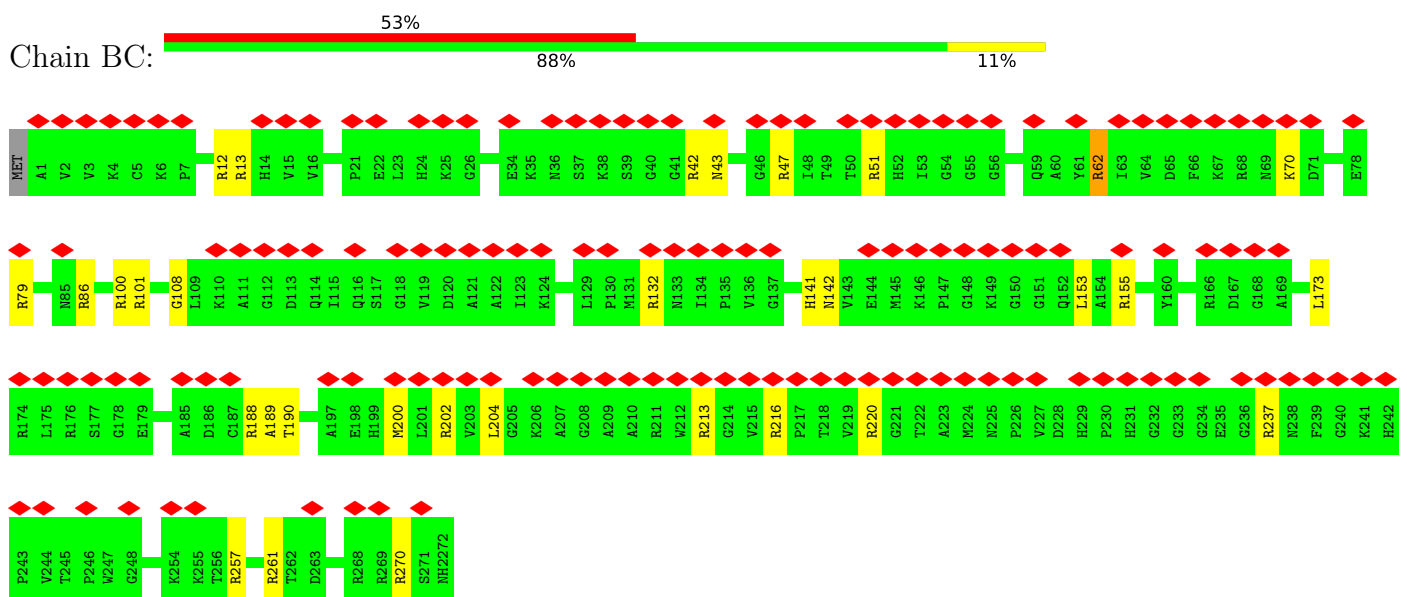 53%
Chain BC:
88% 11%
MET A1 V2 V3 K4 C5 K6 P7 R12 R13 H14 V15 V16 P21 E22 L23 H24 K25 G26 E34 K35 N36 S37 K38 S39 G40 G41 R42 N43 G46 R47 I48 T49 T50 R51 H52 I53 G54 G55 G56 Q59 A60 Y61 R62 I63 V64 D65 F66 K67 R68 N69 K70 D71 E78
R79 N85 R86 R100 R101 G108 L109 K110 A111 G112 D113 Q114 I115 Q116 S117 G118 V119 D120 A121 A122 I123 K124 L129 P130 M131 R132 N133 I134 P135 V136 G137 H141 N142 V143 E144 M145 K146 P147 G148 K149 G150 G151 Q152 L153 A154 R155 Y160 R166 D167 G168 A169 L173
R174 L175 R176 S177 G178 E179 A185 D186 C187 R188 A189 T190 A197 E198 H199 M200 L201 R202 V203 L204 G205 K206 A207 G208 A209 A210 R211 W212 R213 G214 V215 R216 P217 T218 V219 R220 G221 T222 A223 M224 N225 P226 V227 D228 H229 P230 H231 G232 G233 G234 E235 G236 R237 N238 F239 G240 K241 H242
P243 V244 T245 P246 W247 G248 K254 K255 T256 R257 R261 T262 D263 R268 R269 R270 S271 NH2272